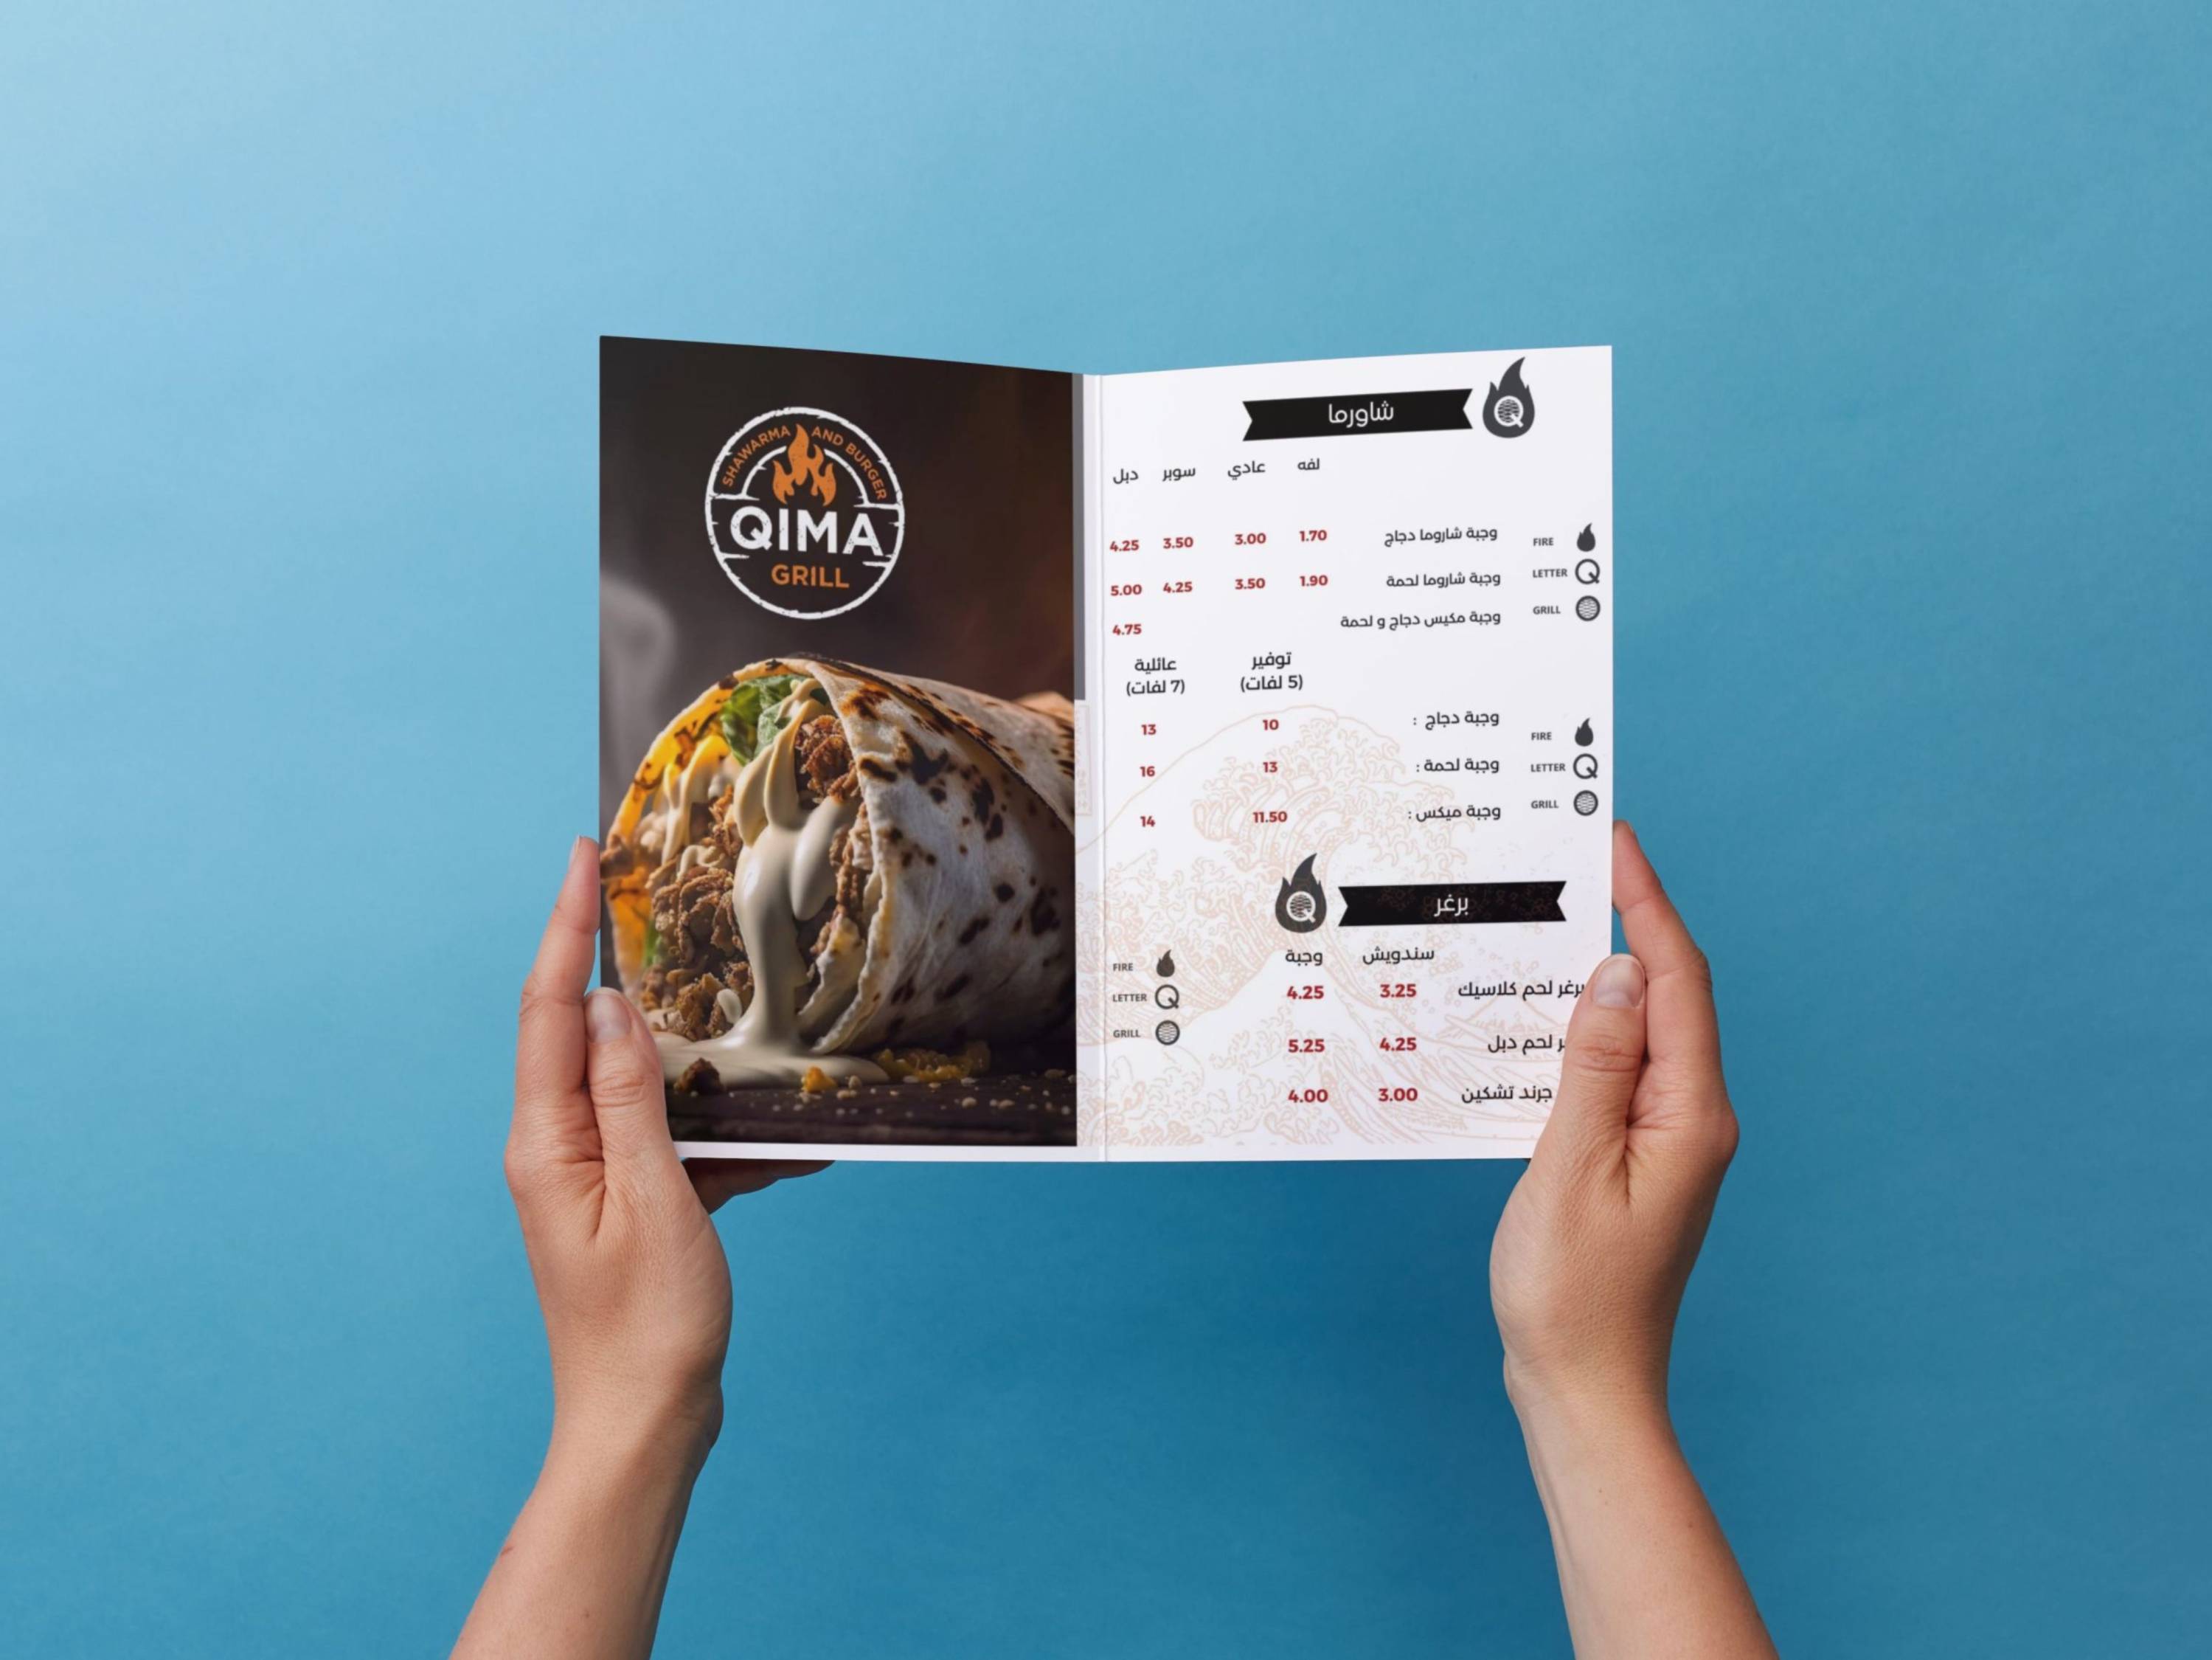 SHAWARMA AND BURGER
QIMA
GRILL
شاورما
Q
لفه عادي سوبر دبل
وجبة شاروما دجاج 1.70 3.00 3.50 4.25
وجبة شاروما لحمة 1.90 3.50 4.25 5.00
وجبة مكيس دجاج و لحمة 4.75
FIRE
LETTER Q
GRILL
توفير عائلية
(5 لفات) (7 لفات)
وجبة دجاج : 10 13
وجبة لحمة : 13 16
وجبة ميكس : 11.50 14
FIRE
LETTER Q
GRILL
برغر
Q
سندويش وجبة
برغر لحم كلاسيك 3.25 4.25
لحم دبل 4.25 5.25
جرند تشكين 3.00 4.00
FIRE
LETTER Q
GRILL